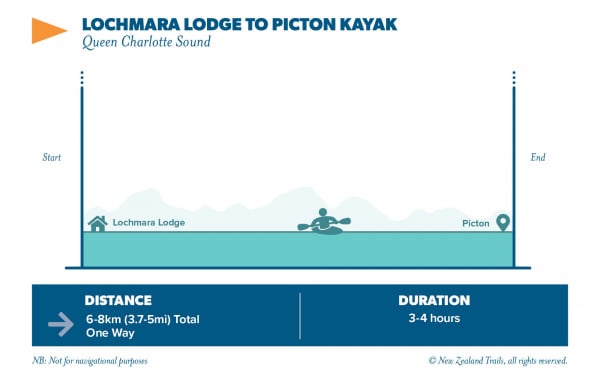 LOCHMARA LODGE TO PICTON KAYAK
Queen Charlotte Sound
Start
End
Lochmara Lodge
Picton
DISTANCE
6-8km (3.7-5mi) Total
One Way
DURATION
3-4 hours
NB: Not for navigational purposes
© New Zealand Trails, all rights reserved.